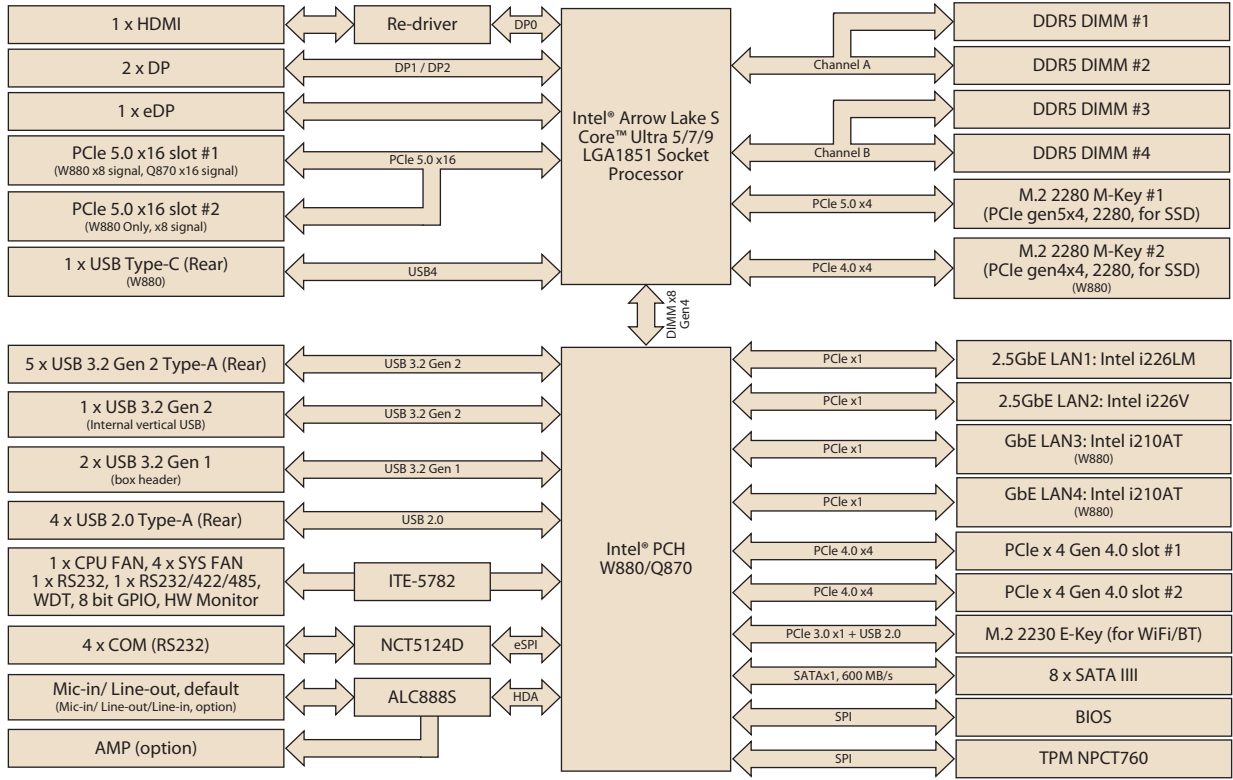 1 x HDMI
Re-driver
DP0
2 x DP
DP1 / DP2
1 x eDP
PCIe 5.0 x16 slot #1
(W880 x8 signal, Q870 x16 signal)
PCIe 5.0 x16
PCIe 5.0 x16 slot #2
(W880 Only, x8 signal)
1 x USB Type-C (Rear)
(W880)
USB4
Intel® Arrow Lake S
Core™ Ultra 5/7/9
LGA1851 Socket
Processor
DDR5 DIMM #1
Channel A
DDR5 DIMM #2
DDR5 DIMM #3
Channel B
DDR5 DIMM #4
PCIe 5.0 x4
M.2 2280 M-Key #1
(PCIe gen5x4, 2280, for SSD)
PCIe 4.0 x4
M.2 2280 M-Key #2
(PCIe gen4x4, 2280, for SSD)
(W880)
DIMM x8
Gen4
5 x USB 3.2 Gen 2 Type-A (Rear)
USB 3.2 Gen 2
1 x USB 3.2 Gen 2
(Internal vertical USB)
USB 3.2 Gen 2
2 x USB 3.2 Gen 1
(box header)
USB 3.2 Gen 1
4 x USB 2.0 Type-A (Rear)
USB 2.0
1 x CPU FAN, 4 x SYS FAN
1 x RS232, 1 x RS232/422/485,
WDT, 8 bit GPIO, HW Monitor
ITE-5782
4 x COM (RS232)
NCT5124D
eSPI
Mic-in/ Line-out, default
(Mic-in/ Line-out/Line-in, option)
ALC888S
HDA
AMP (option)
Intel® PCH
W880/Q870
PCIe x1
2.5GbE LAN1: Intel i226LM
PCIe x1
2.5GbE LAN2: Intel i226V
PCIe x1
GbE LAN3: Intel i210AT
(W880)
PCIe x1
GbE LAN4: Intel i210AT
(W880)
PCIe 4.0 x4
PCIe x 4 Gen 4.0 slot #1
PCIe 4.0 x4
PCIe x 4 Gen 4.0 slot #2
PCIe 3.0 x1 + USB 2.0
M.2 2230 E-Key (for WiFi/BT)
SATAx1, 600 MB/s
8 x SATA IIII
SPI
BIOS
SPI
TPM NPCT760